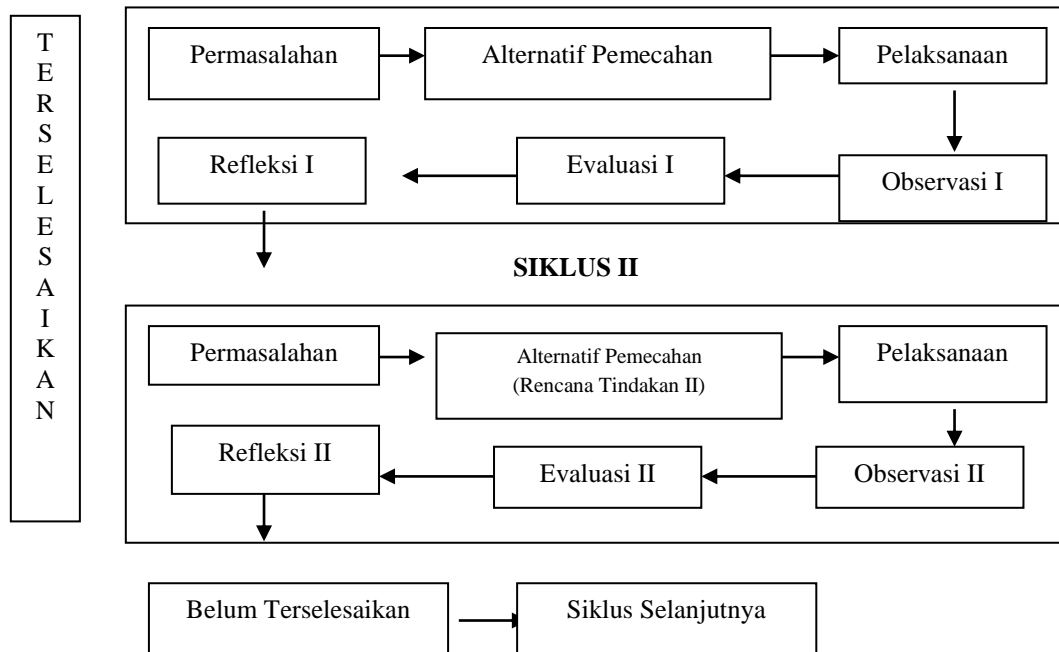 TERSELESAIKAN
Permasalahan
Alternatif Pemecahan
Pelaksanaan
Refleksi I
Evaluasi I
Observasi I
SIKLUS II
Permasalahan
Alternatif Pemecahan
(Rencana Tindakan II)
Pelaksanaan
Refleksi II
Evaluasi II
Observasi II
Belum Terselesaikan
Siklus Selanjutnya